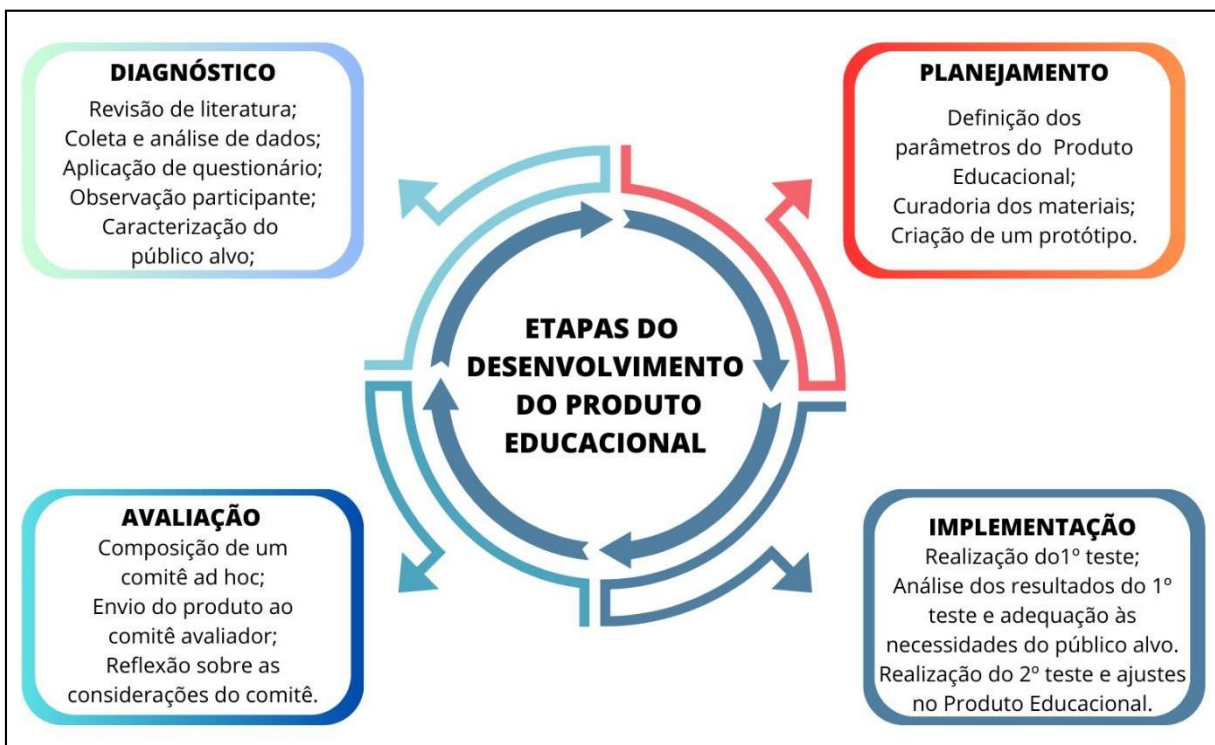 DIAGNÓSTICO
Revisão de literatura;
Coleta e análise de dados;
Aplicação de questionário;
Observação participante;
Caracterização do
público alvo;
PLANEJAMENTO
Definição dos
parâmetros do Produto
Educacional;
Curadoria dos materiais;
Criação de um protótipo.
ETAPAS DO
DESENVOLVIMENTO
DO PRODUTO
EDUCACIONAL
AVALIAÇÃO
Composição de um
comitê ad hoc;
Envio do produto ao
comitê avaliador;
Reflexão sobre as
considerações do comitê.
IMPLEMENTAÇÃO
Realização do1º teste;
Análise dos resultados do 1º
teste e adequação às
necessidades do público alvo.
Realização do 2º teste e ajustes
no Produto Educacional.